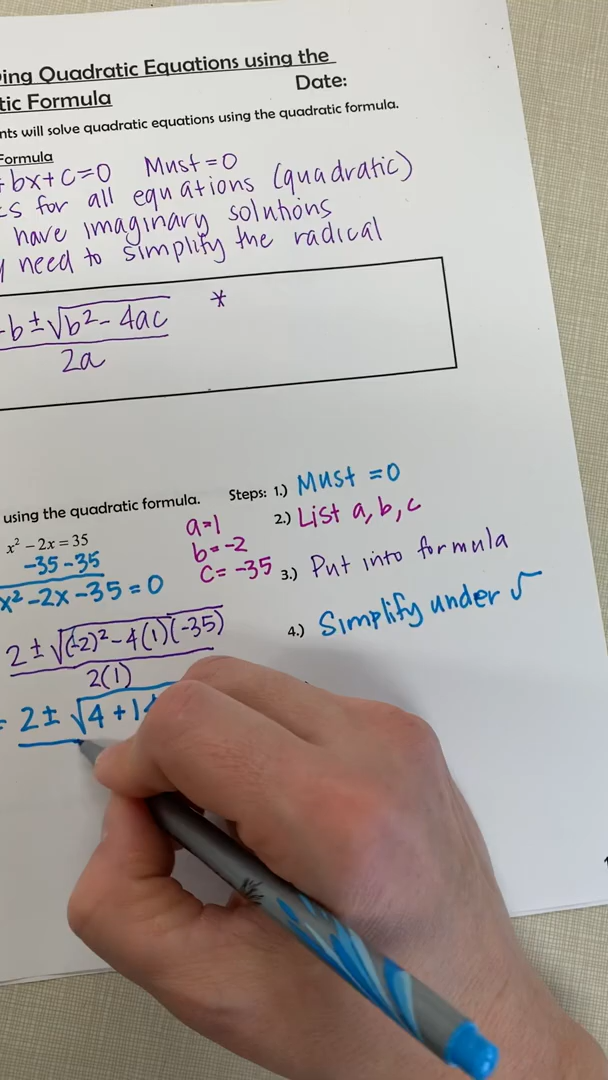 ing Quadratic Equations using the
tic Formula
Date:
nts will solve quadratic equations using the quadratic formula.
Formula
+bx+c=0 Must=0
s for all equations (quadratic)
have imaginary solutions
need to simplify the radical
-b±√b²-4ac *
2a
using the quadratic formula.
Steps: 1.) Must =0
x² - 2x = 35
a=1
2.) List a, b, c
-35 -35
b=-2
x²-2x-35=0
c= -35
3.) Put into formula
2 ± √(-2)²-4(1)(-35)
4.) Simplify under √
2(1)
= 2± √4+14